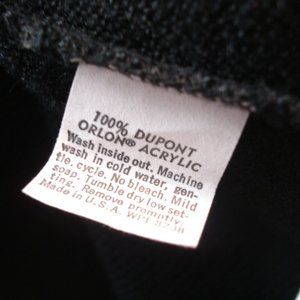 100% DUPONT
ORLON® ACRYLIC
Wash inside out. Machine
wash in cold water, gen-
tle. cycle. No bleach. Mild
soap. Tumble dry low set-
ting. Remove promptly.
Made in U.S.A. WPL 3238